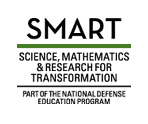 SMART
SCIENCE, MATHEMATICS
& RESEARCH FOR
TRANSFORMATION
PART OF THE NATIONAL DEFENSE
EDUCATION PROGRAM